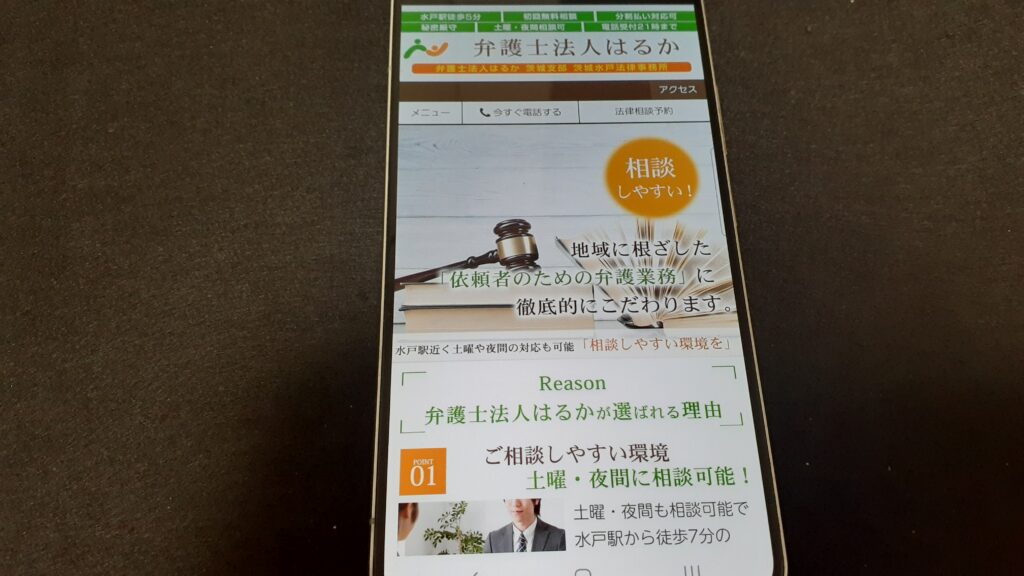 水戸駅徒歩5分 初回無料相談 分割払い対応可
秘密厳守 土曜・夜間相談可 電話受付21時まで
弁護士法人はるか
弁護士法人はるか 茨城支部 茨城水戸法律事務所
アクセス
メニュー 今すぐ電話する 法律相談予約
相談
しやすい!
地域に根ざした
「依頼者のための弁護業務」に
徹底的にこだわります。
水戸駅近く土曜や夜間の対応も可能「相談しやすい環境を」
Reason
弁護士法人はるかが選ばれる理由
POINT
01
ご相談しやすい環境
土曜・夜間に相談可能!
土曜・夜間も相談可能で
水戸駅から徒歩7分の